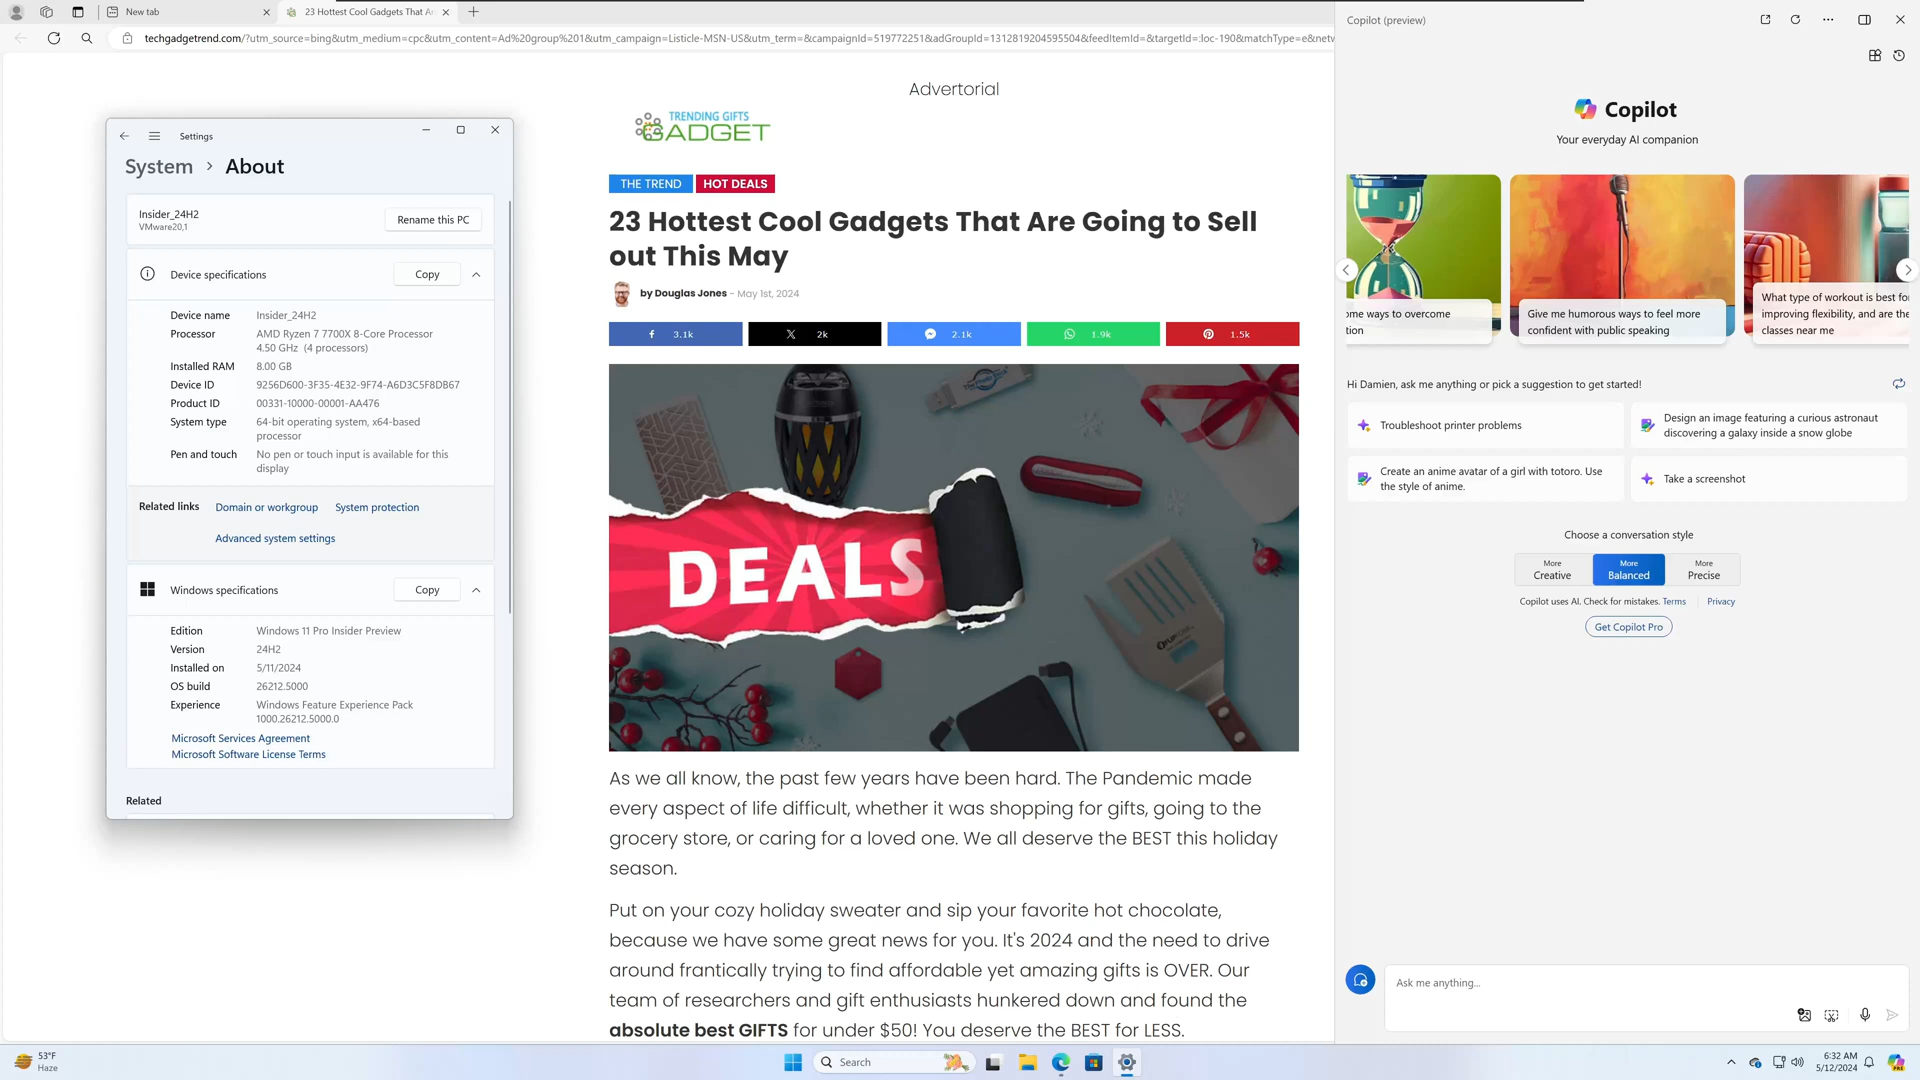 New tab
23 Hottest Cool Gadgets That Ar
techgadgetrend.com/?utm_source=bing&utm_medium=cpc&utm_content=Ad%20group%201&utm_campaign=Listicle-MSN-US&utm_term=&campaignId=519772251&adGroupId=1312819204595504&feedItemId=&targetId=:loc-190&matchType=e&netw
Settings
System > About
Insider_24H2
VMware20,1
Rename this PC
Device specifications
Copy
Device name Insider_24H2
Processor AMD Ryzen 7 7700X 8-Core Processor
4.50 GHz (4 processors)
Installed RAM 8.00 GB
Device ID 9256D600-3F35-4E32-9F74-A6D3C5F8DB67
Product ID 00331-10000-00001-AA476
System type 64-bit operating system, x64-based
processor
Pen and touch No pen or touch input is available for this
display
Related links Domain or workgroup System protection
Advanced system settings
Windows specifications
Copy
Edition Windows 11 Pro Insider Preview
Version 24H2
Installed on 5/11/2024
OS build 26212.5000
Experience Windows Feature Experience Pack
1000.26212.5000.0
Microsoft Services Agreement
Microsoft Software License Terms
Related
Advertorial
TRENDING GIFTS
GADGET
THE TREND HOT DEALS
23 Hottest Cool Gadgets That Are Going to Sell
out This May
by Douglas Jones - May 1st, 2024
3.1k 2k 2.1k 1.9k 1.5k
DEALS
As we all know, the past few years have been hard. The Pandemic made
every aspect of life difficult, whether it was shopping for gifts, going to the
grocery store, or caring for a loved one. We all deserve the BEST this holiday
season.
Put on your cozy holiday sweater and sip your favorite hot chocolate,
because we have some great news for you. It's 2024 and the need to drive
around frantically trying to find affordable yet amazing gifts is OVER. Our
team of researchers and gift enthusiasts hunkered down and found the
absolute best GIFTS for under $50! You deserve the BEST for LESS.
Copilot (preview)
Copilot
Your everyday AI companion
ome ways to overcome
tion
Give me humorous ways to feel more
confident with public speaking
What type of workout is best fo
improving flexibility, and are the
classes near me
Hi Damien, ask me anything or pick a suggestion to get started!
Troubleshoot printer problems
Design an image featuring a curious astronaut
discovering a galaxy inside a snow globe
Create an anime avatar of a girl with totoro. Use
the style of anime.
Take a screenshot
Choose a conversation style
More
Creative
More
Balanced
More
Precise
Copilot uses AI. Check for mistakes. Terms Privacy
Get Copilot Pro
Ask me anything...
53°F
Haze
Search
6:32 AM
5/12/2024
PRE